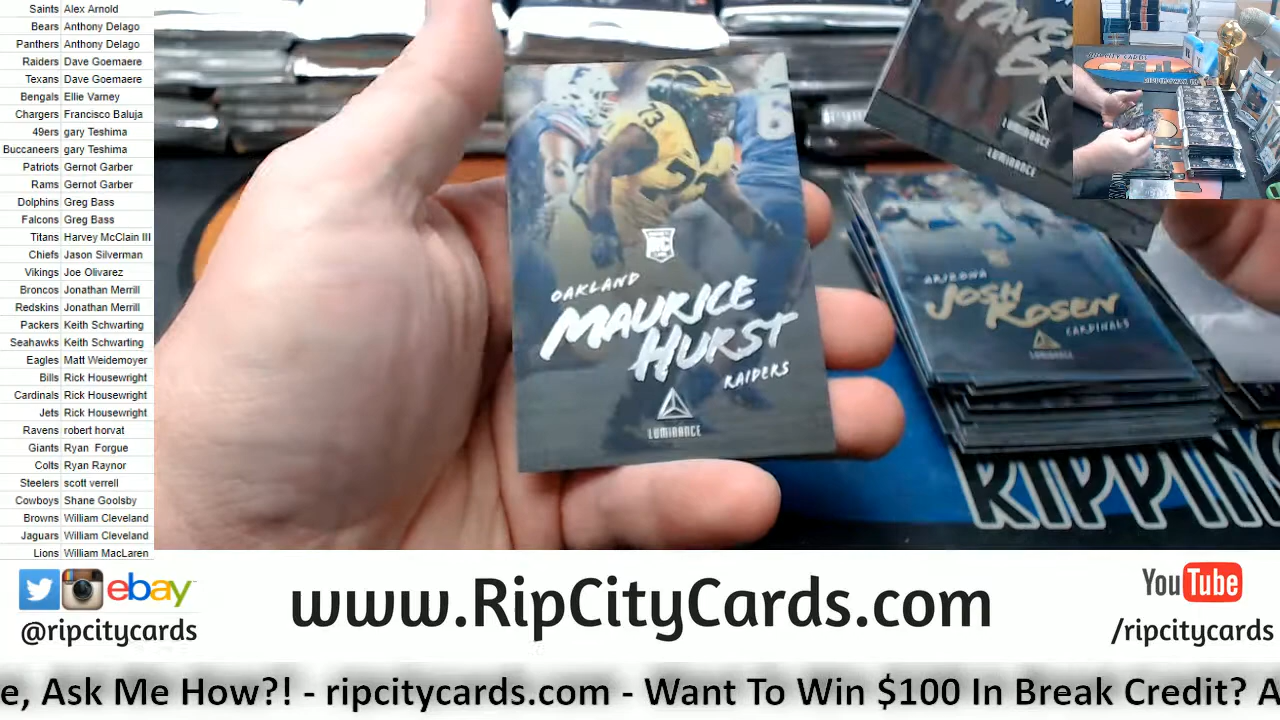 Saints Alex Arnold
Bears Anthony Delago
Panthers Anthony Delago
Raiders Dave Goemaere
Texans Dave Goemaere
Bengals Ellie Varney
Chargers Francisco Baluja
49ers gary Teshima
Buccaneers gary Teshima
Patriots Gernot Garber
Rams Gernot Garber
Dolphins Greg Bass
Falcons Greg Bass
Titans Harvey McClain III
Chiefs Jason Silverman
Vikings Joe Olivarez
Broncos Jonathan Merrill
Redskins Jonathan Merrill
Packers Keith Schwarting
Seahawks Keith Schwarting
Eagles Matt Weidemoyer
Bills Rick Housewright
Cardinals Rick Housewright
Jets Rick Housewright
Ravens robert horvat
Giants Ryan Forgue
Colts Ryan Raynor
Steelers scott verrell
Cowboys Shane Goolsby
Browns William Cleveland
Jaguars William Cleveland
Lions William MacLaren
73
RC
OAKLAND
MAURICE
HURST
RAIDERS
LUMINANCE
LUMINANCE
6
ARIZONA
JOSH
ROSEN
CARDINALS
LUMINANCE
RIPPING
ebay
@ripcitycards
www.RipCityCards.com
YouTube
/ripcitycards
e, Ask Me How?! - ripcitycards.com - Want To Win $100 In Break Credit? A